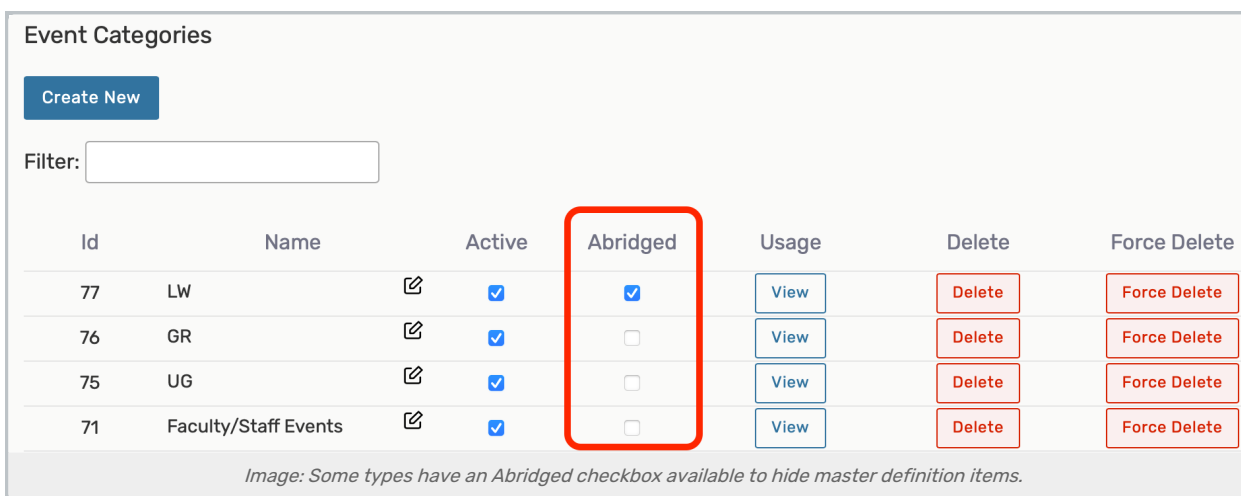 Event Categories
Create New
Filter:
Id Name Active Abridged Usage Delete Force Delete
77 LW View Delete Force Delete
76 GR View Delete Force Delete
75 UG View Delete Force Delete
71 Faculty/Staff Events View Delete Force Delete
Image: Some types have an Abridged checkbox available to hide master definition items.